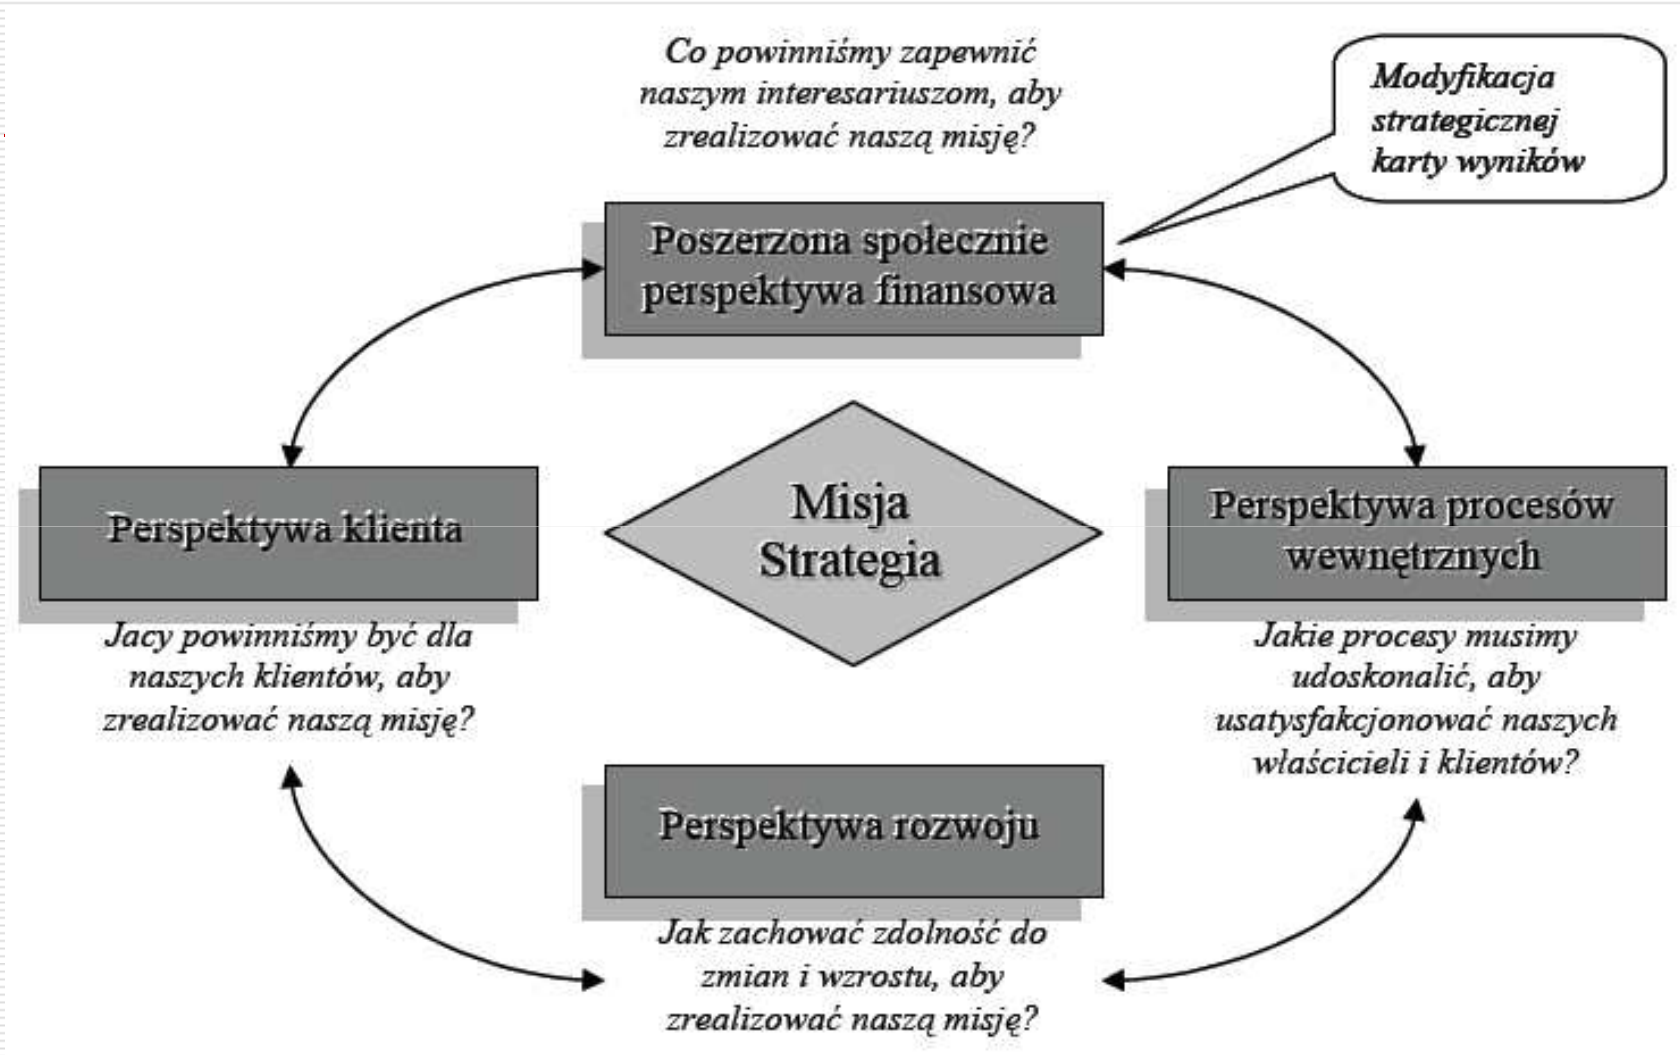 Co powinniśmy zapewnić
naszym interesariuszom, aby
zrealizować naszą misję?
Modyfikacja
strategicznej
karty wyników
Poszerzona społecznie
perspektywa finansowa
Perspektywa klienta
Jacy powinniśmy być dla
naszych klientów, aby
zrealizować naszą misję?
Misja
Strategia
Perspektywa procesów
wewnętrznych
Jakie procesy musimy
udoskonalić, aby
usatysfakcjonować naszych
właścicieli i klientów?
Perspektywa rozwoju
Jak zachować zdolność do
zmian i wzrostu, aby
zrealizować naszą misję?